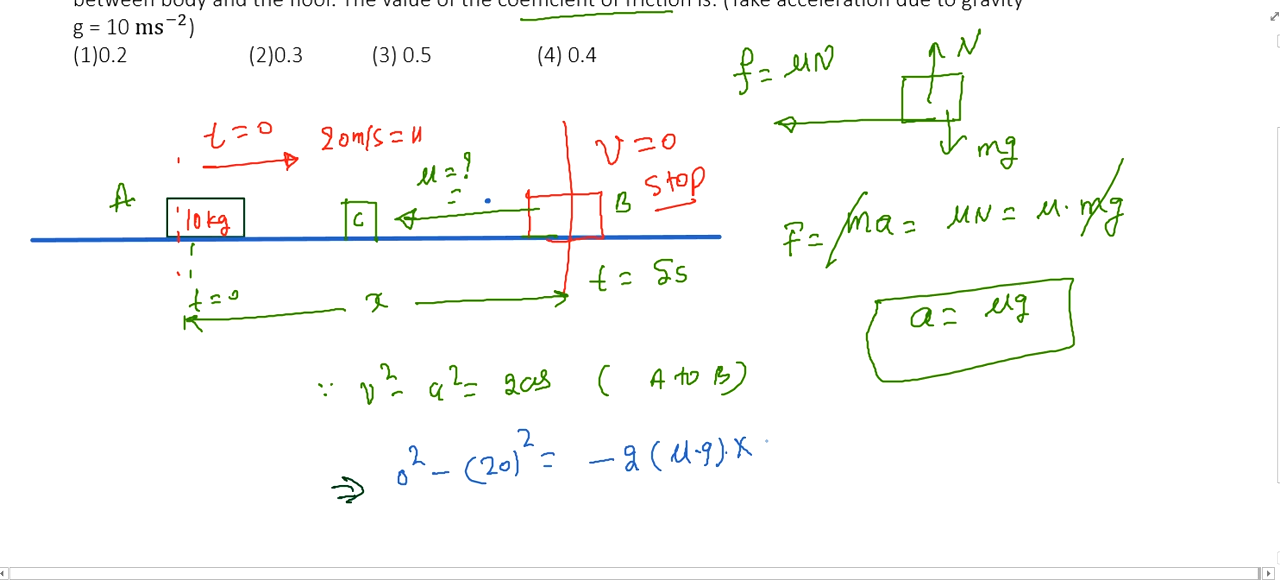 between body and the floor. The value of the coefficient of friction is: (Take acceleration due to gravity
g = 10 ms⁻²)
(1)0.2 (2)0.3 (3) 0.5 (4) 0.4
f = μN
N
mg
t = 0
20m/s = u
V = 0
Stop
u = ?
A
10kg
C
B
F = ma = μN = μ. mg
t = 5s
t = 0
x
a = μg
∵ v² - u² = 2as ( A to B)
⇒ 0² - (20)² = - 2 (μ.g). x